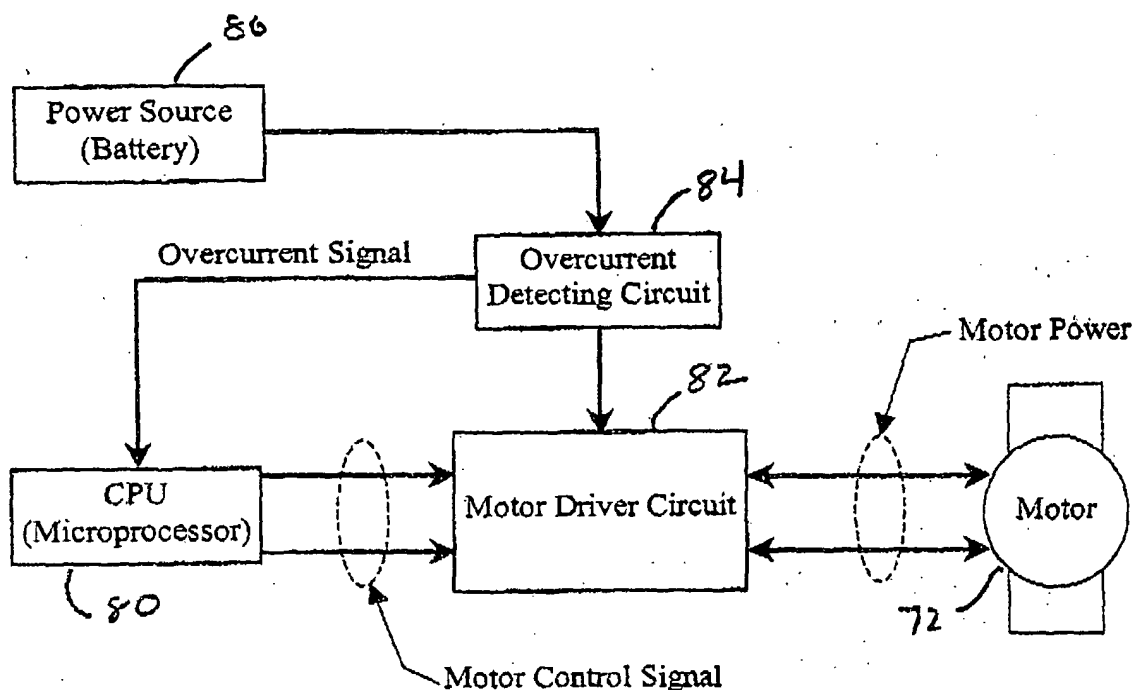 86
Power Source
(Battery)
84
Overcurrent Signal
Overcurrent
Detecting Circuit
Motor Power
82
CPU
(Microprocessor)
Motor Driver Circuit
Motor
80
72
Motor Control Signal